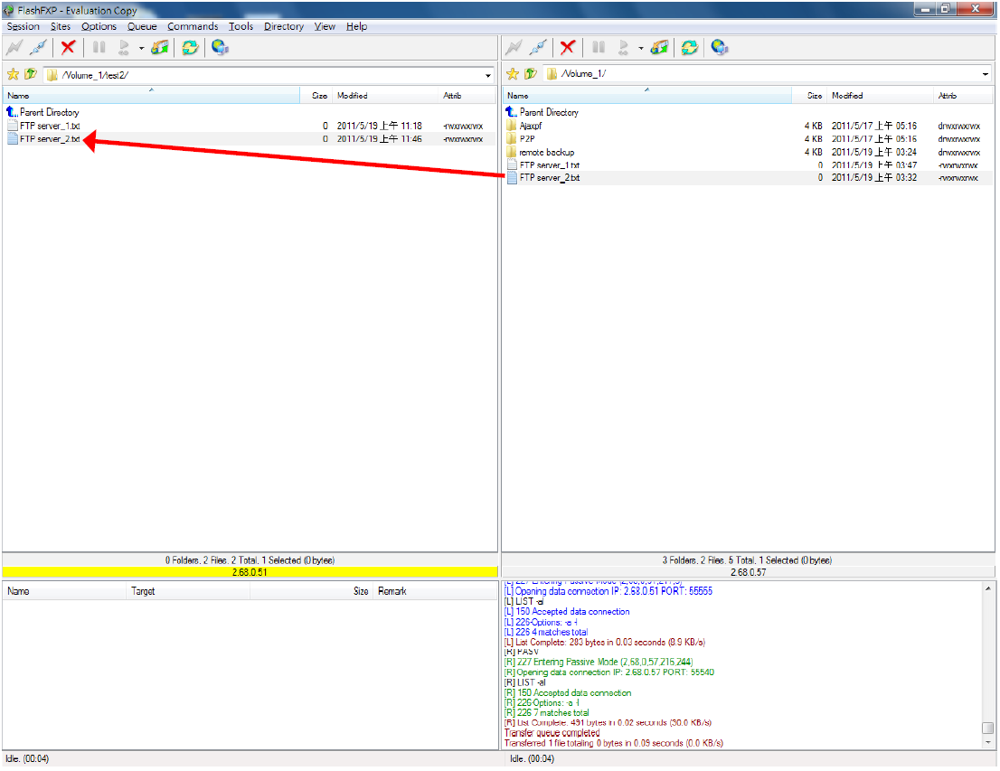 FlashFXP - Evaluation Copy
Session Sites Options Queue Commands Tools Directory View Help
/Volume_1/test2/
Name Size Modified Attrib
Parent Directory
FTP server_1.txt 0 2011/5/19 上午 11:18 -rwxrwxrwx
FTP server_2.txt 0 2011/5/19 上午 11:46 -rwxrwxrwx
0 Folders, 2 Files, 2 Total, 1 Selected (0 bytes)
2.68.0.51
/Volume_1/
Name Size Modified Attrib
Parent Directory
Ajaxpf 4 KB 2011/5/17 上午 05:16 drwxrwxrwx
P2P 4 KB 2011/5/17 上午 05:16 drwxrwxrwx
remote backup 4 KB 2011/5/19 上午 03:24 drwxrwxrwx
FTP server_1.txt 0 2011/5/19 上午 03:47 -rwxrwxrwx
FTP server_2.txt 0 2011/5/19 上午 03:32 -rwxrwxrwx
3 Folders, 2 Files, 5 Total, 1 Selected (0 bytes)
2.68.0.57
Name Target Size Remark
[L] 227 Entering Passive Mode
[L] Opening data connection IP: 2.68.0.51 PORT: 55555
[L] LIST -al
[L] 150 Accepted data connection
[L] 226-Options: -a -l
[L] 226 4 matches total
[L] List Complete: 283 bytes in 0.03 seconds (8.9 KB/s)
[R] PASV
[R] 227 Entering Passive Mode (2,68,0,57,216,244)
[R] Opening data connection IP: 2.68.0.57 PORT: 55540
[R] LIST -al
[R] 150 Accepted data connection
[R] 226-Options: -a -l
[R] 226 7 matches total
[R] List Complete: 491 bytes in 0.02 seconds (30.0 KB/s)
Transfer queue completed
Transferred 1 file totaling 0 bytes in 0.09 seconds (0.0 KB/s)
Idle. (00:04)
Idle. (00:04)